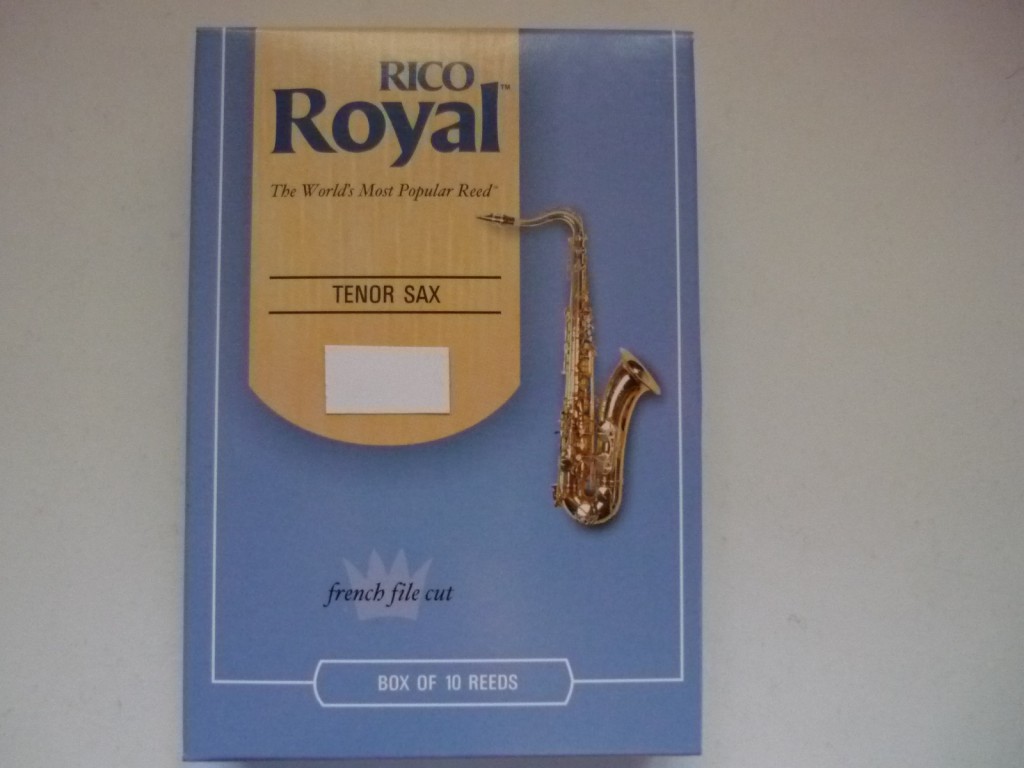 RICO
Royal™
The World's Most Popular Reed™
TENOR SAX
french file cut
BOX OF 10 REEDS